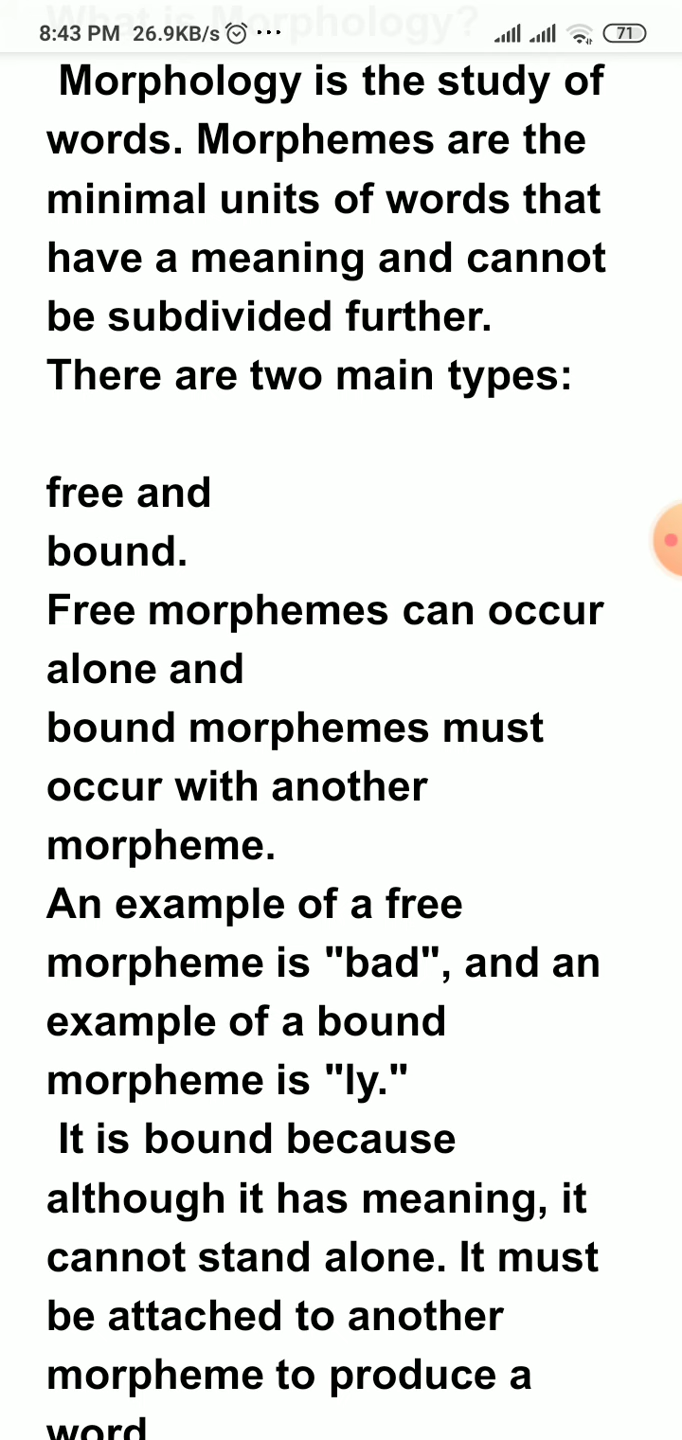 What is Morphology?
8:43 PM 26.9KB/s ... 71
Morphology is the study of
words. Morphemes are the
minimal units of words that
have a meaning and cannot
be subdivided further.
There are two main types:
free and
bound.
Free morphemes can occur
alone and
bound morphemes must
occur with another
morpheme.
An example of a free
morpheme is "bad", and an
example of a bound
morpheme is "ly."
It is bound because
although it has meaning, it
cannot stand alone. It must
be attached to another
morpheme to produce a
word